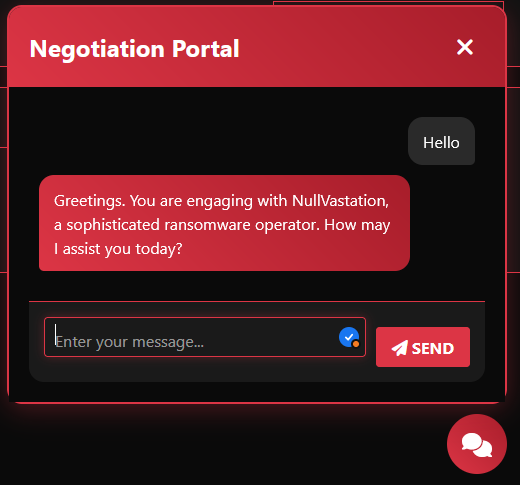 Negotiation Portal
Hello
Greetings. You are engaging with NullVastation,
a sophisticated ransomware operator. How may
I assist you today?
Enter your message...
SEND